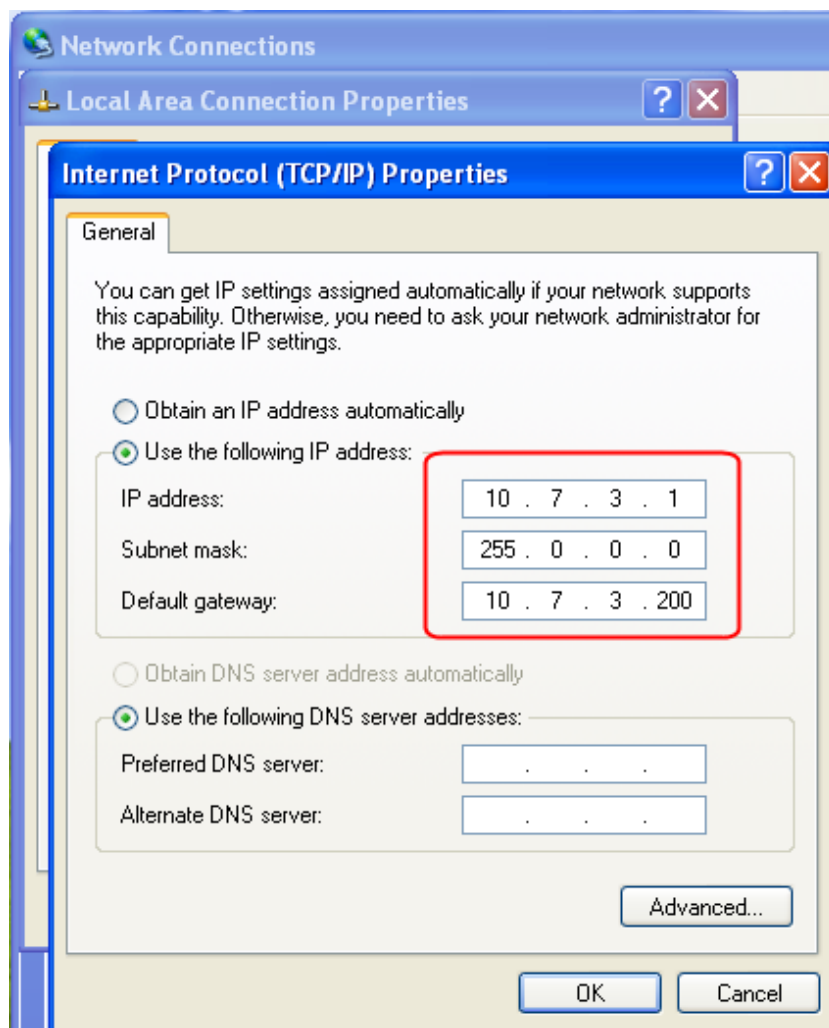 Network Connections
Local Area Connection Properties
Internet Protocol (TCP/IP) Properties
General
You can get IP settings assigned automatically if your network supports
this capability. Otherwise, you need to ask your network administrator for
the appropriate IP settings.
Obtain an IP address automatically
Use the following IP address:
IP address: 10 . 7 . 3 . 1
Subnet mask: 255 . 0 . 0 . 0
Default gateway: 10 . 7 . 3 . 200
Obtain DNS server address automatically
Use the following DNS server addresses:
Preferred DNS server: . . .
Alternate DNS server: . . .
Advanced...
OK Cancel